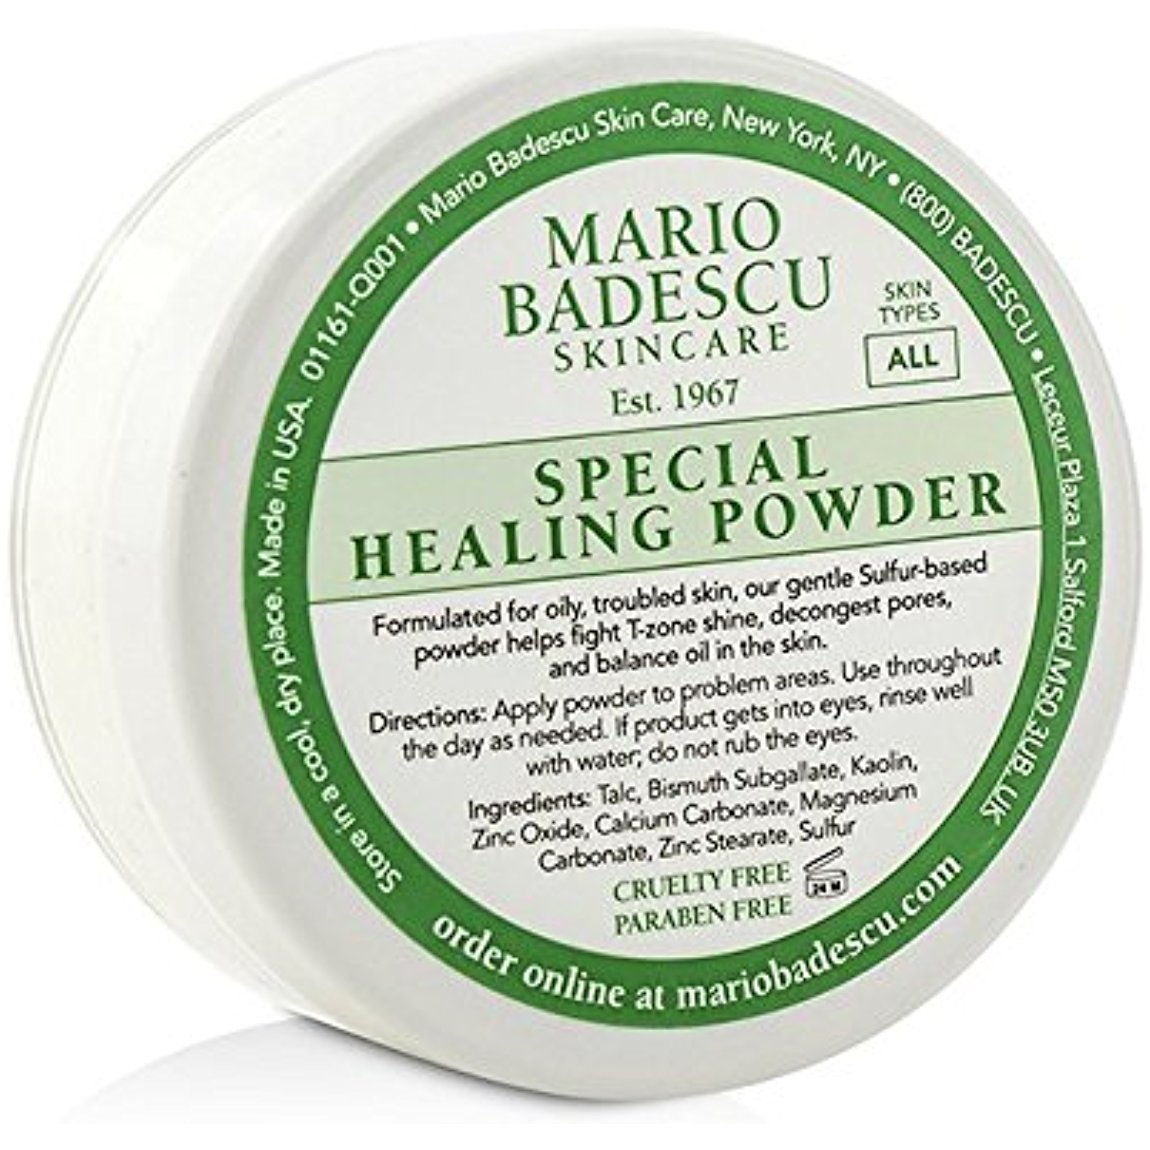 MARIO
BADESCU
SKINCARE
Est. 1967
SKIN
TYPES
ALL
SPECIAL
HEALING POWDER
Formulated for oily, troubled skin, our gentle Sulfur-based
powder helps fight T-zone shine, decongest pores,
and balance oil in the skin.
Directions: Apply powder to problem areas. Use throughout
the day as needed. If product gets into eyes, rinse well
with water; do not rub the eyes.
Ingredients: Talc, Bismuth Subgallate, Kaolin,
Zinc Oxide, Calcium Carbonate, Magnesium
Carbonate, Zinc Stearate, Sulfur
CRUELTY FREE
PARABEN FREE
24 M
Store in a cool, dry place. Made in USA. 01161-Q001 • Mario Badescu Skin Care, New York, NY • (800) BADESCU • Plaza 1 Salford M50 3UB, UK
order online at mariobadescu.com